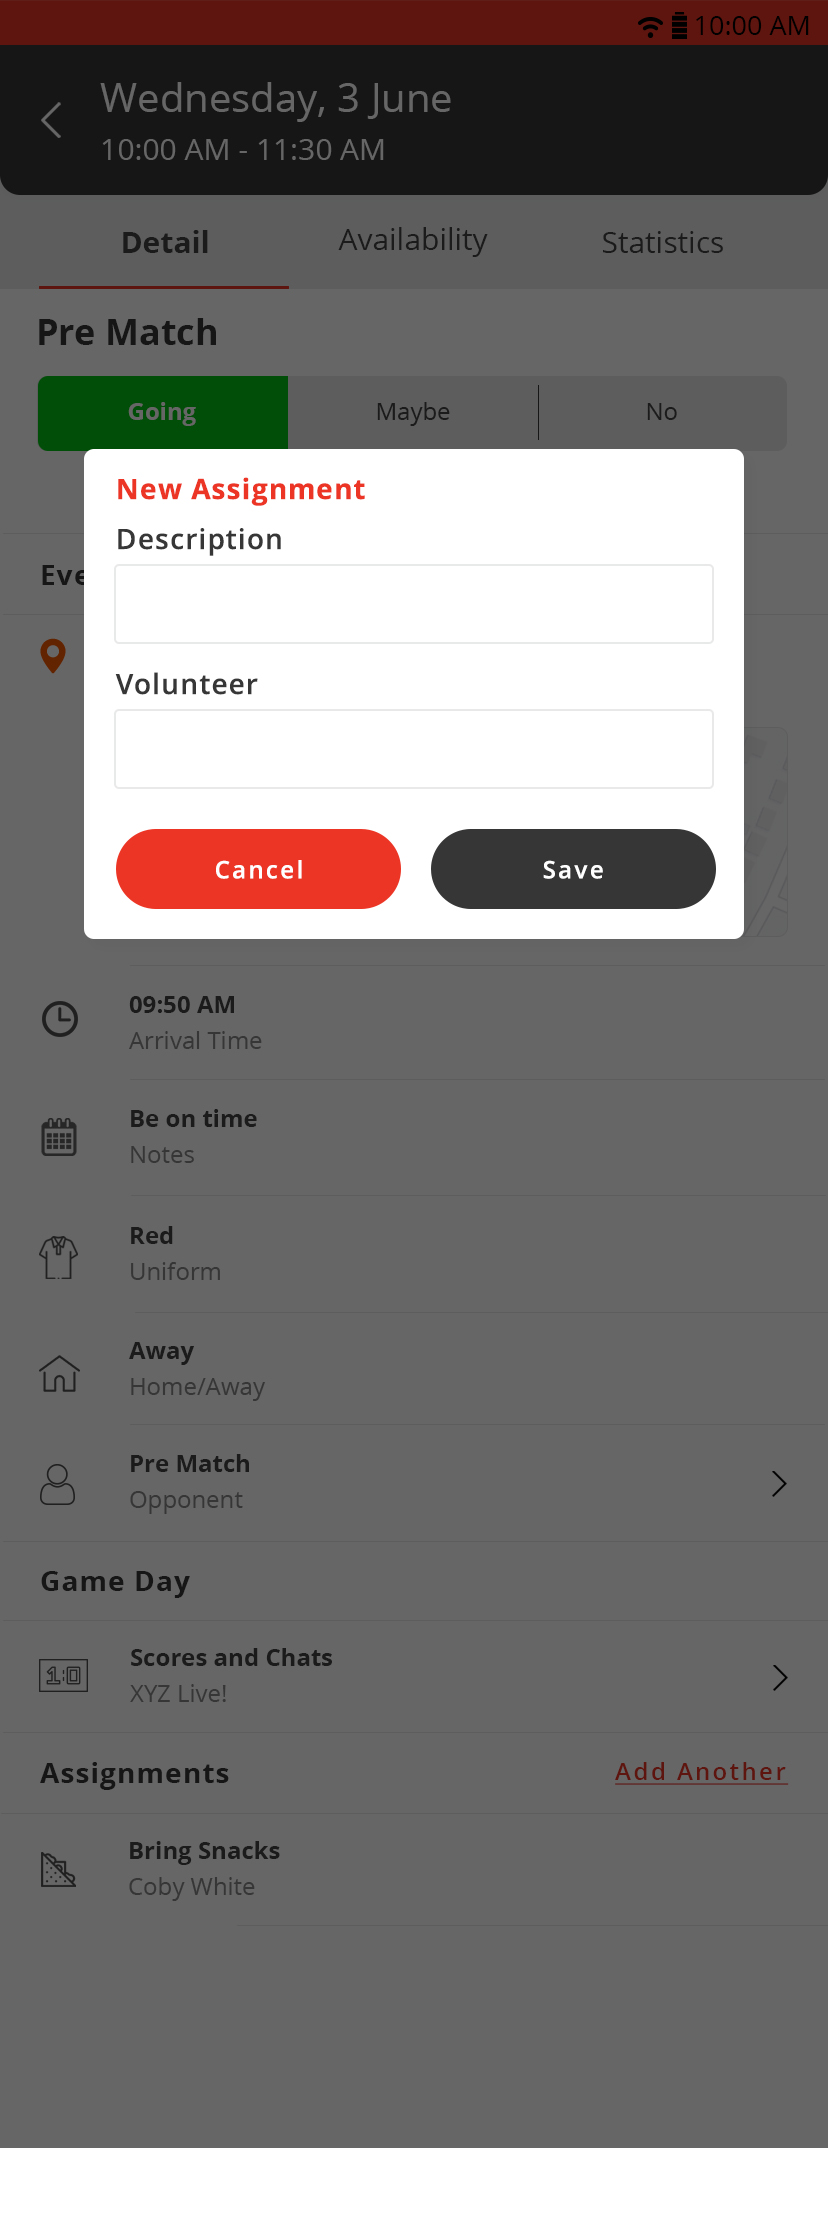 10:00 AM
Wednesday, 3 June
10:00 AM - 11:30 AM
Detail
Availability
Statistics
Pre Match
Going
Maybe
No
New Assignment
Description
Eve
Volunteer
Cancel
Save
09:50 AM
Arrival Time
Be on time
Notes
Red
Uniform
Away
Home/Away
Pre Match
Opponent
Game Day
1:0
Scores and Chats
XYZ Live!
Assignments
Add Another
Bring Snacks
Coby White